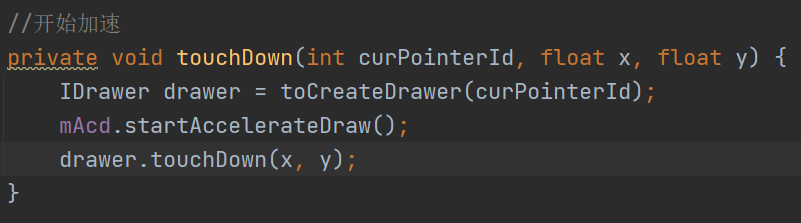 //开始加速
private void touchDown(int curPointerId, float x, float y) {
    IDrawer drawer = toCreateDrawer(curPointerId);
    mAcd.startAccelerateDraw();
    drawer.touchDown(x, y);
}